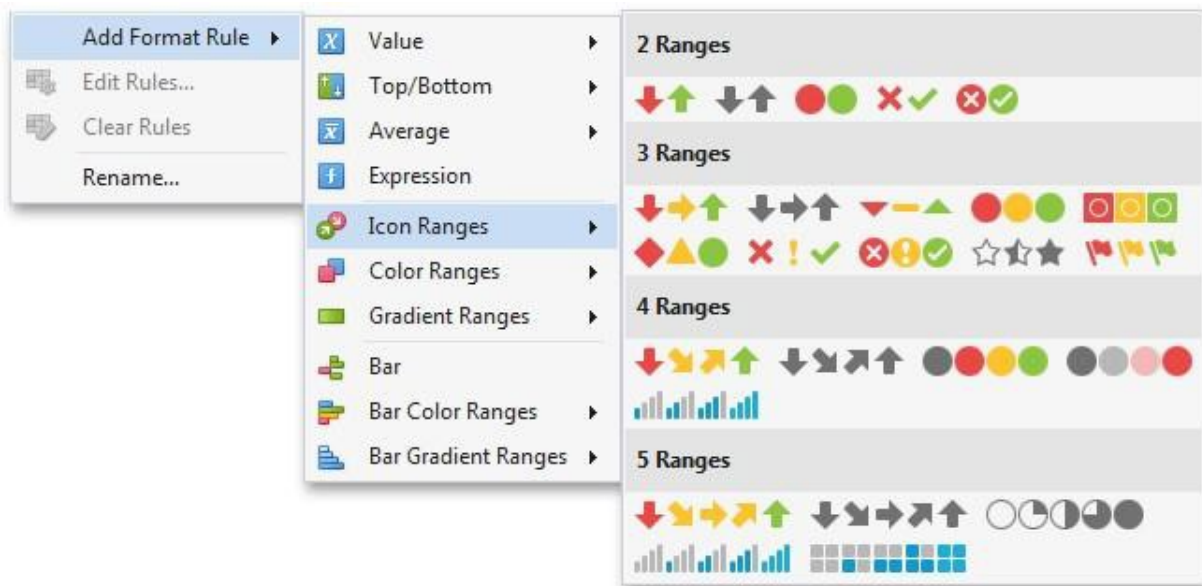 Add Format Rule
Edit Rules...
Clear Rules
Rename...
Value
Top/Bottom
Average
Expression
Icon Ranges
Color Ranges
Gradient Ranges
Bar
Bar Color Ranges
Bar Gradient Ranges
2 Ranges
3 Ranges
4 Ranges
5 Ranges